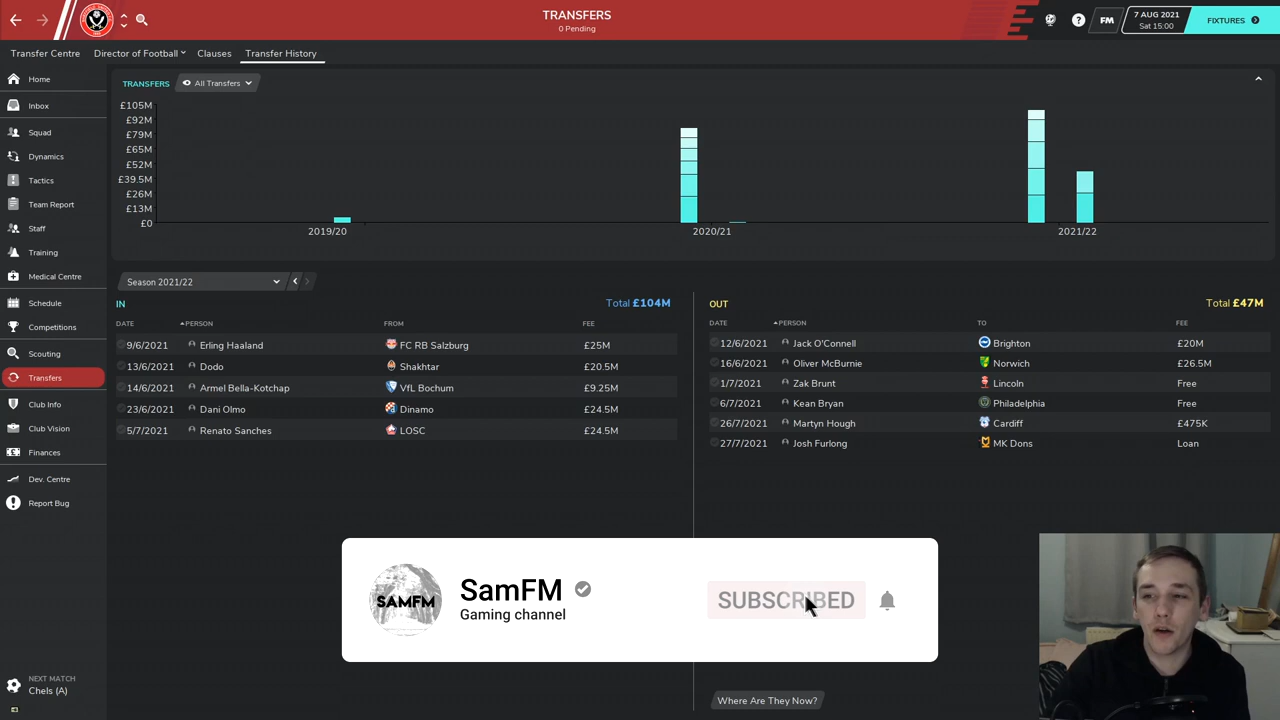 TRANSFERS
0 Pending
FM
7 AUG 2021
Sat 15:00
FIXTURES
Transfer Centre
Director of Football
Clauses
Transfer History
Home
Inbox
Squad
Dynamics
Tactics
Team Report
Staff
Training
Medical Centre
Schedule
Competitions
Scouting
Transfers
Club Info
Club Vision
Finances
Dev. Centre
Report Bug
NEXT MATCH
Chels (A)
TRANSFERS All Transfers
£105M
£92M
£79M
£65M
£52M
£39.5M
£26M
£13M
£0
2019/20 2020/21 2021/22
Season 2021/22
IN Total £104M
DATE PERSON FROM FEE
9/6/2021 Erling Haaland FC RB Salzburg £25M
13/6/2021 Dodo Shakhtar £20.5M
14/6/2021 Armel Bella-Kotchap VfL Bochum £9.25M
23/6/2021 Dani Olmo Dinamo £24.5M
5/7/2021 Renato Sanches LOSC £24.5M
OUT Total £47M
DATE PERSON TO FEE
12/6/2021 Jack O'Connell Brighton £20M
16/6/2021 Oliver McBurnie Norwich £26.5M
1/7/2021 Zak Brunt Lincoln Free
6/7/2021 Kean Bryan Philadelphia Free
26/7/2021 Martyn Hough Cardiff £475K
27/7/2021 Josh Furlong MK Dons Loan
SAMFM
SamFM
Gaming channel
SUBSCRIBED
Where Are They Now?